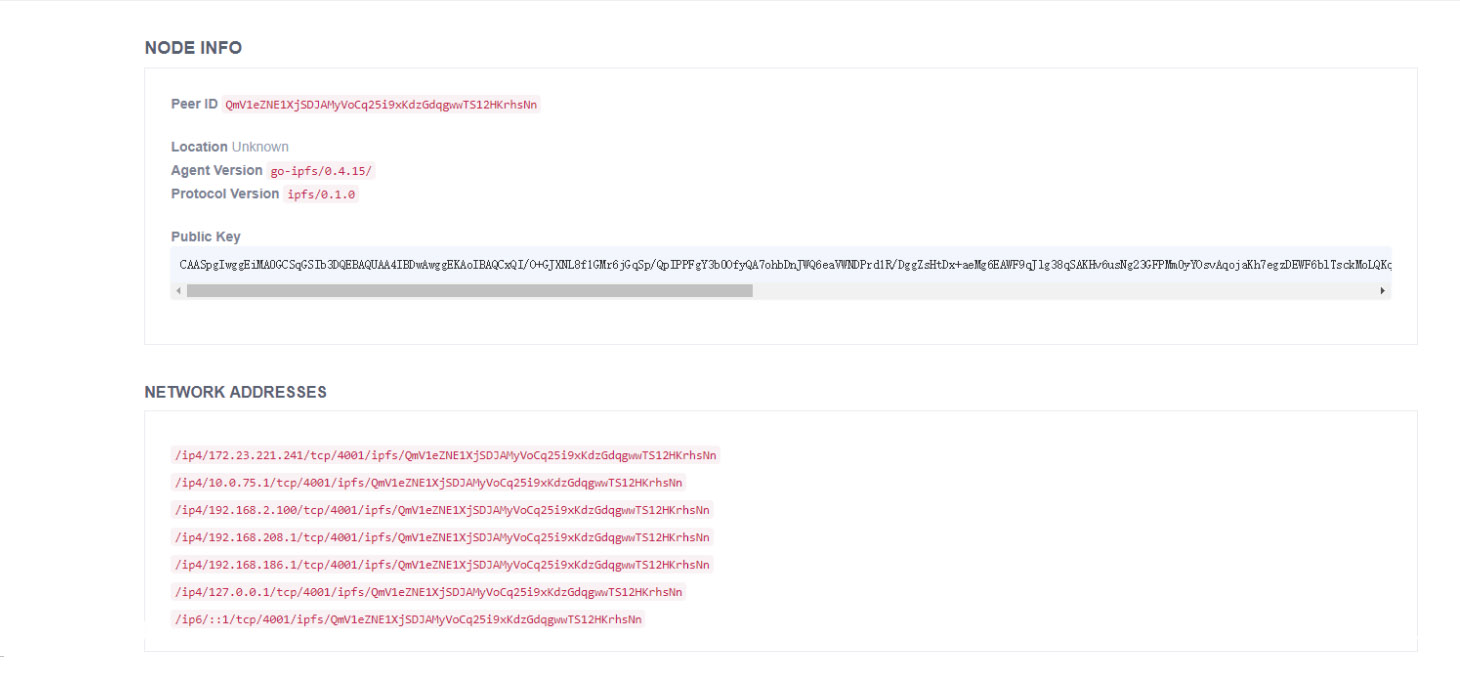 NODE INFO
Peer ID QmV1eZNE1XjSDJAMyVoCq25i9xKdzGdqgwwTS12HKrhsNn
Location Unknown
Agent Version go-ipfs/0.4.15/
Protocol Version ipfs/0.1.0
Public Key
CAASpgIwggEiMA0GCSqGSIb3DQEBAQUAA4IBDwAwggEKAoIBAQCxQI/O+GJXNL8f1GMr6jGqSp/QpIPPFgY3b0OfyQA7ohbDnJWQ6eaVWNDPrdlR/DggZsHtDx+aeMg6EAWF9qJlg38qSAKHv6usNg23GFPMm0yYOsvAqojaKh7egzDEWF6blTsckMoLQKc
NETWORK ADDRESSES
/ip4/172.23.221.241/tcp/4001/ipfs/QmV1eZNE1XjSDJAMyVoCq25i9xKdzGdqgwwTS12HKrhsNn
/ip4/10.0.75.1/tcp/4001/ipfs/QmV1eZNE1XjSDJAMyVoCq25i9xKdzGdqgwwTS12HKrhsNn
/ip4/192.168.2.100/tcp/4001/ipfs/QmV1eZNE1XjSDJAMyVoCq25i9xKdzGdqgwwTS12HKrhsNn
/ip4/192.168.208.1/tcp/4001/ipfs/QmV1eZNE1XjSDJAMyVoCq25i9xKdzGdqgwwTS12HKrhsNn
/ip4/192.168.186.1/tcp/4001/ipfs/QmV1eZNE1XjSDJAMyVoCq25i9xKdzGdqgwwTS12HKrhsNn
/ip4/127.0.0.1/tcp/4001/ipfs/QmV1eZNE1XjSDJAMyVoCq25i9xKdzGdqgwwTS12HKrhsNn
/ip6/::1/tcp/4001/ipfs/QmV1eZNE1XjSDJAMyVoCq25i9xKdzGdqgwwTS12HKrhsNn